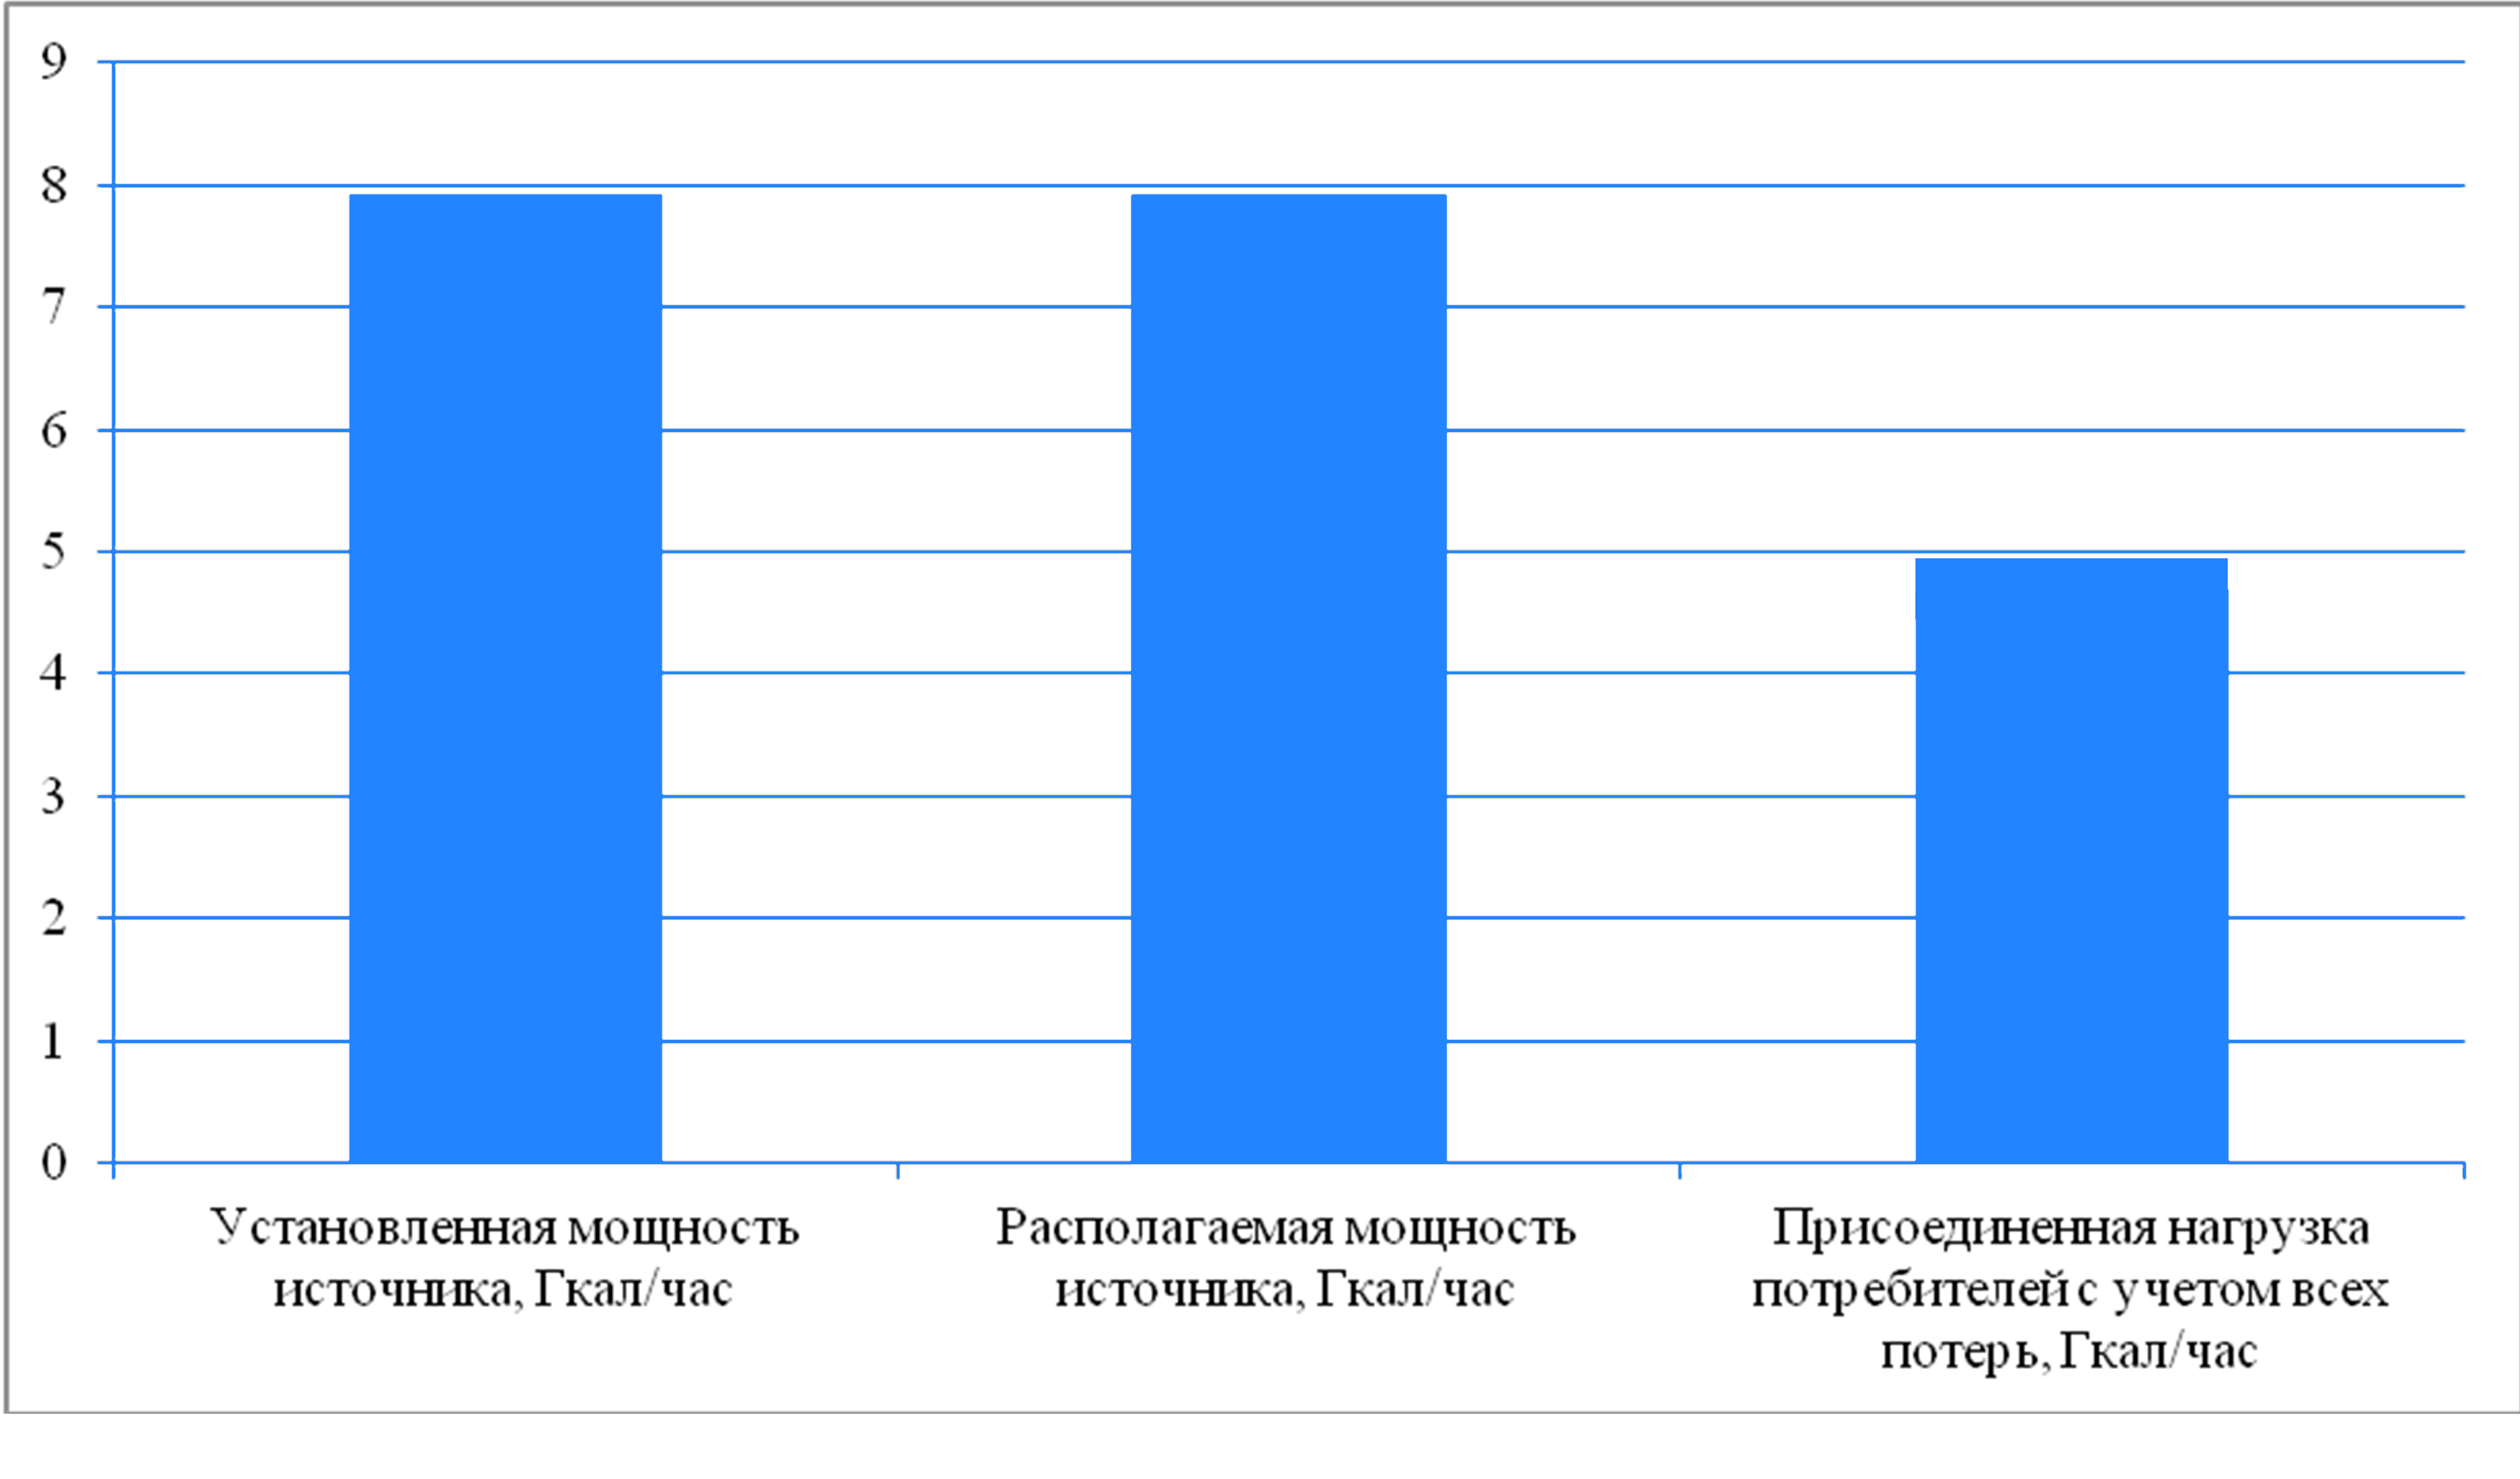 9
8
7
6
5
4
3
2
1
0
Установленная мощность
источника, Гкал/час
Располагаемая мощность
источника, Гкал/час
Присоединенная нагрузка
потребителей с учетом всех
потерь, Гкал/час